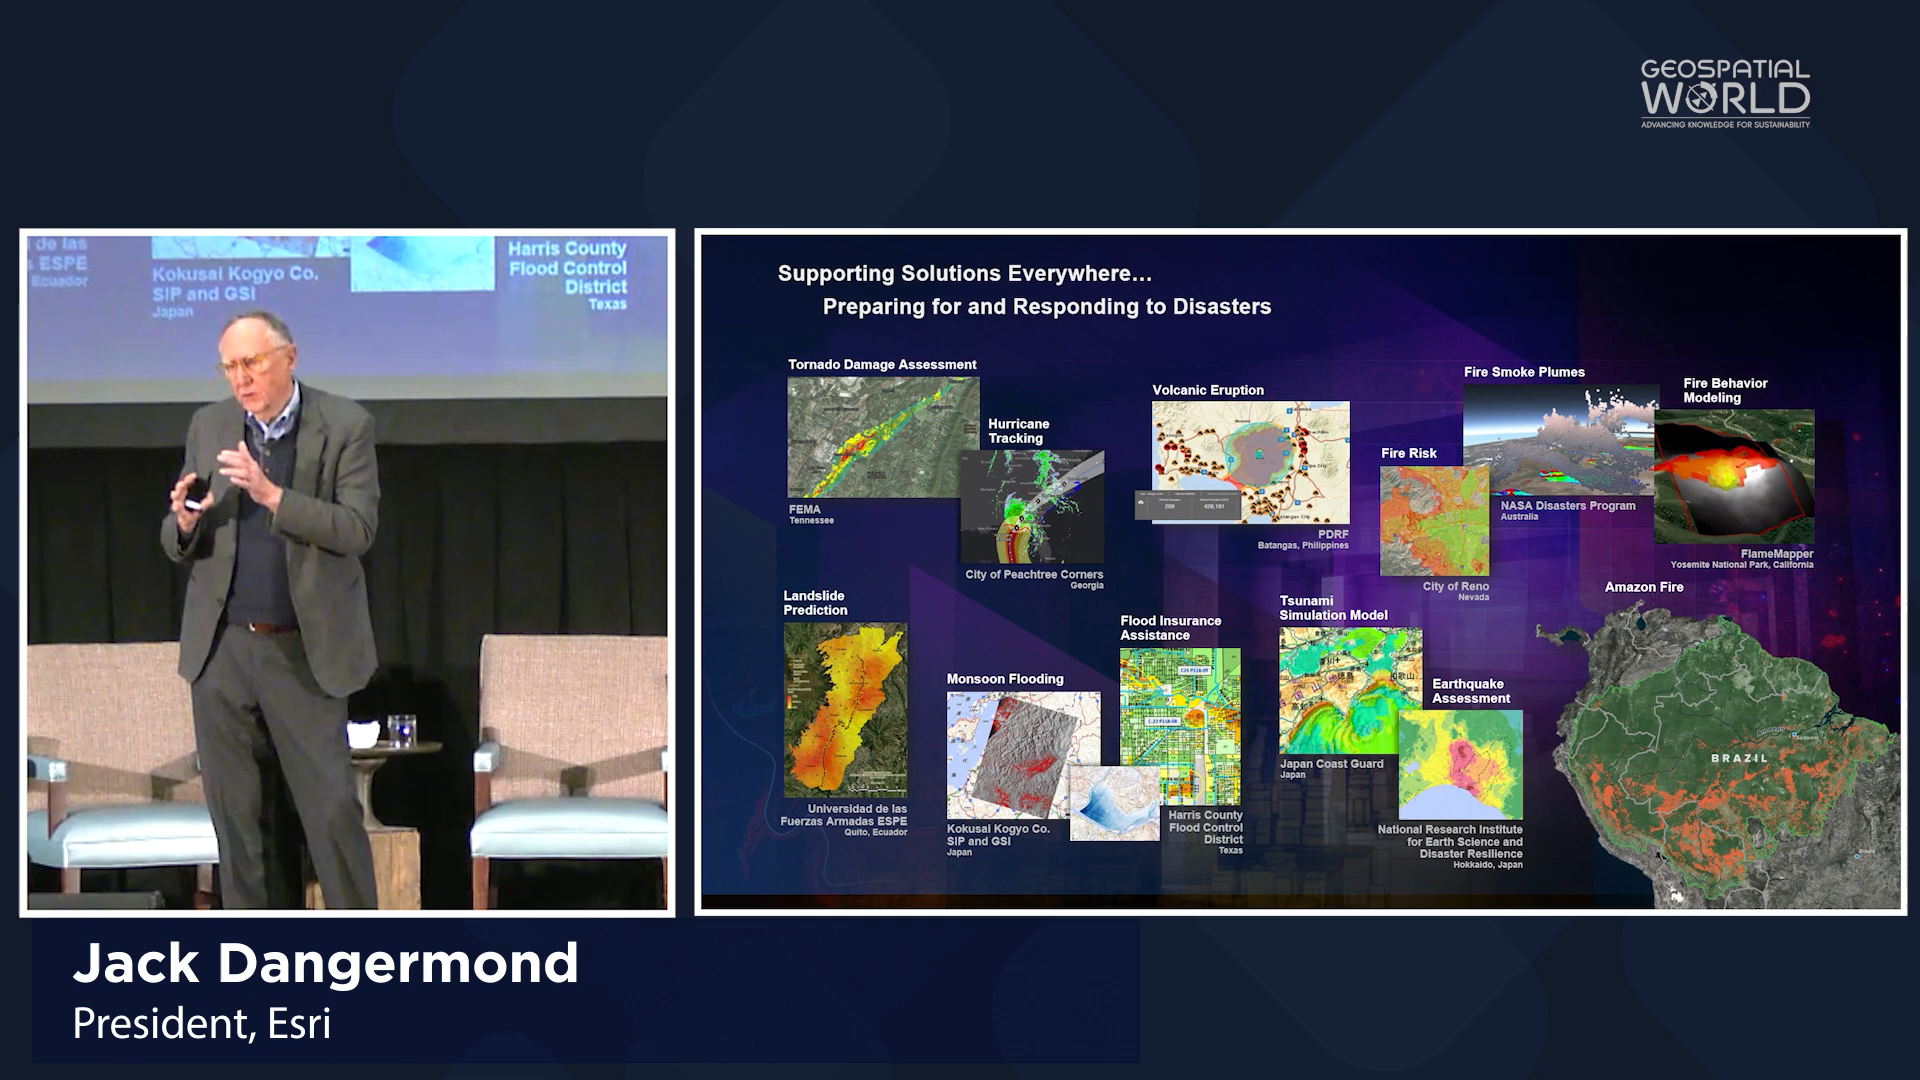 GEOSPATIAL
WORLD
ADVANCING KNOWLEDGE FOR SUSTAINABILITY
de las
ESPE
Ecuador
Kokusai Kogyo Co.
SIP and GSI
Japan
Harris County
Flood Control
District
Texas
Supporting Solutions Everywhere…
Preparing for and Responding to Disasters
Tornado Damage Assessment
FEMA
Tennessee
Hurricane
Tracking
City of Peachtree Corners
Georgia
Volcanic Eruption
209
428,181
PDRF
Batangas, Philippines
Fire Risk
City of Reno
Nevada
Fire Smoke Plumes
NASA Disasters Program
Australia
Fire Behavior
Modeling
FlameMapper
Yosemite National Park, California
Landslide
Prediction
Universidad de las
Fuerzas Armadas ESPE
Quito, Ecuador
Monsoon Flooding
Kokusai Kogyo Co.
SIP and GSI
Japan
Flood Insurance
Assistance
Harris County
Flood Control
District
Texas
Tsunami
Simulation Model
Japan Coast Guard
Japan
Earthquake
Assessment
National Research Institute
for Earth Science and
Disaster Resilience
Hokkaido, Japan
Amazon Fire
BRAZIL
Jack Dangermond
President, Esri